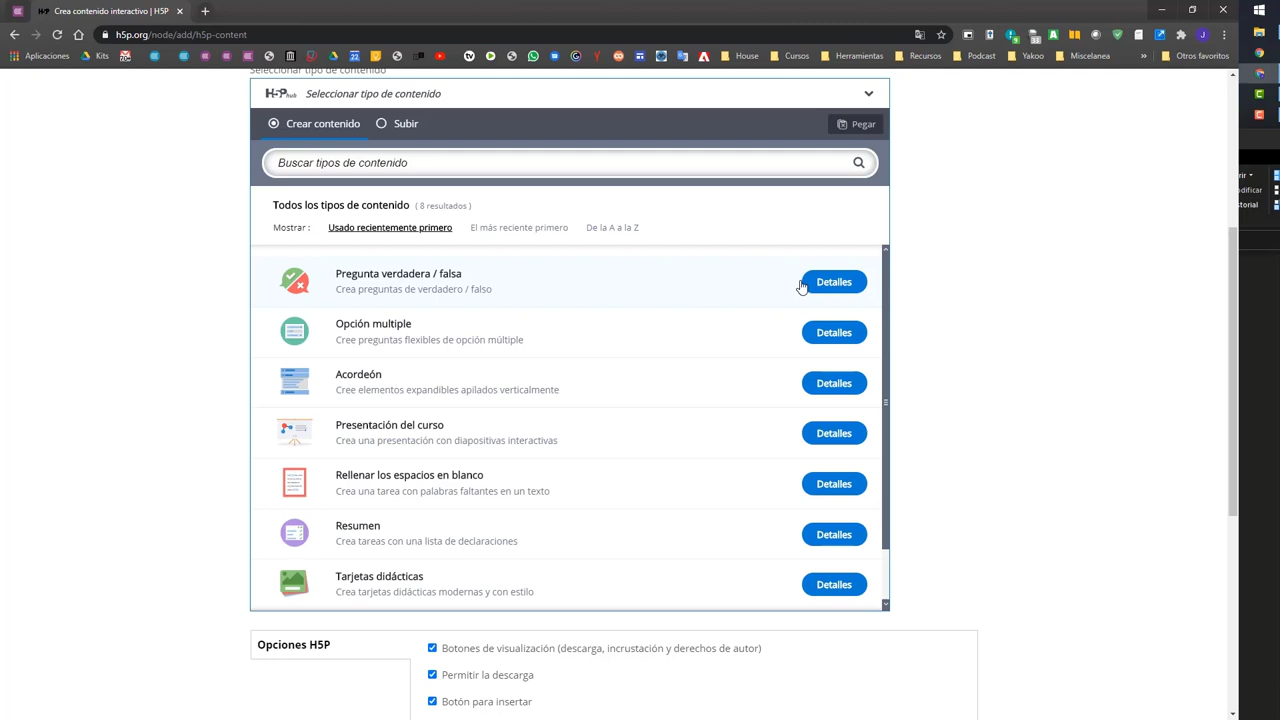 Crea contenido interactivo | H5P
h5p.org/node/add/h5p-content
Aplicaciones
Kits
House
Cursos
Herramientas
Recursos
Podcast
Yakoo
Miscelanea
»
Otros favoritos
Seleccionar tipo de contenido
H5P hub Seleccionar tipo de contenido
Crear contenido
Subir
Pegar
Buscar tipos de contenido
Todos los tipos de contenido ( 8 resultados )
Mostrar : Usado recientemente primero El más reciente primero De la A a la Z
Pregunta verdadera / falsa
Crea preguntas de verdadero / falso
Detalles
Opción multiple
Cree preguntas flexibles de opción múltiple
Detalles
Acordeón
Cree elementos expandibles apilados verticalmente
Detalles
Presentación del curso
Crea una presentación con diapositivas interactivas
Detalles
Rellenar los espacios en blanco
Crea una tarea con palabras faltantes en un texto
Detalles
Resumen
Crea tareas con una lista de declaraciones
Detalles
Tarjetas didácticas
Crea tarjetas didácticas modernas y con estilo
Detalles
Opciones H5P
Botones de visualización (descarga, incrustación y derechos de autor)
Permitir la descarga
Botón para insertar